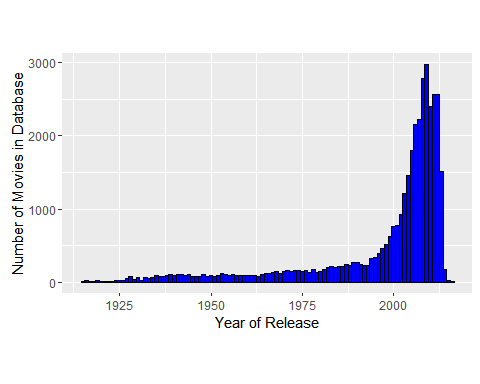 3000
2000
1000
0
Number of Movies in Database
1925 1950 1975 2000
Year of Release